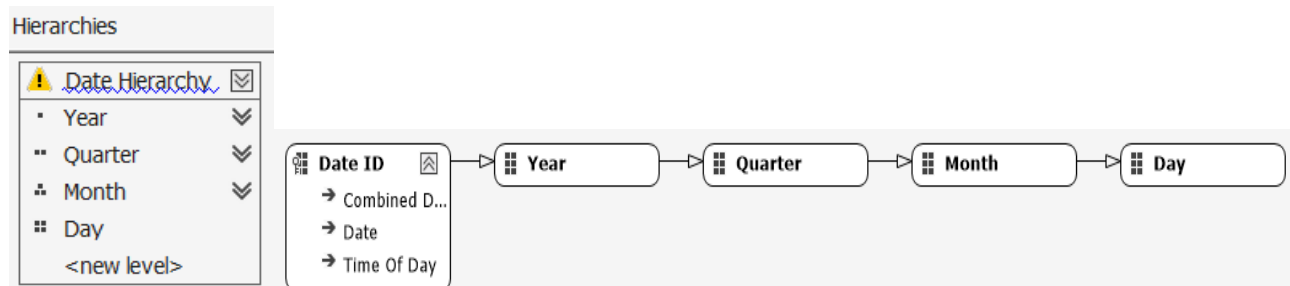 Hierarchies
Date Hierarchy
Year
Quarter
Month
Day
<new level>
Date ID
Combined D...
Date
Time Of Day
Year
Quarter
Month
Day